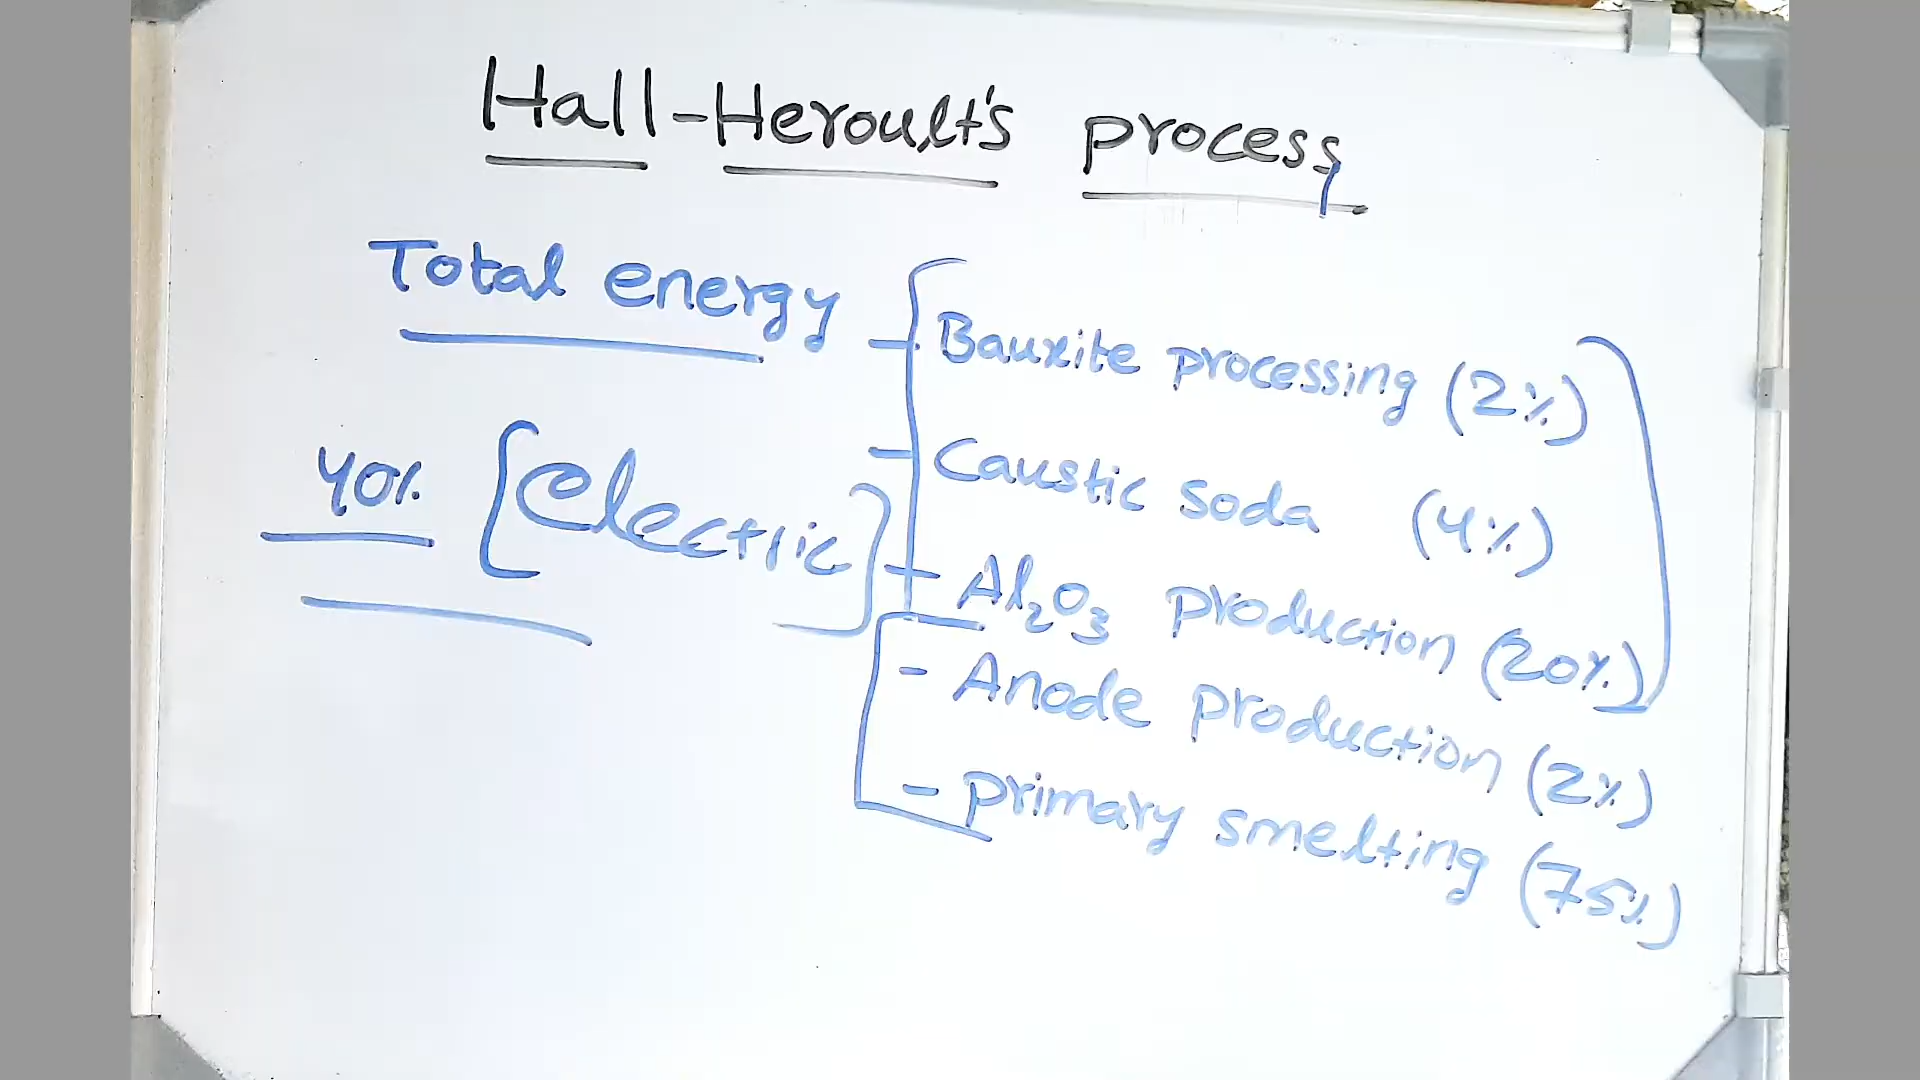 Hall-Heroult's process
Total energy
Bauxite processing (2%)
Caustic soda (4%)
40% [Electric]
Al₂O₃ production (20%)
- Anode production (2%)
- Primary smelting (75%)